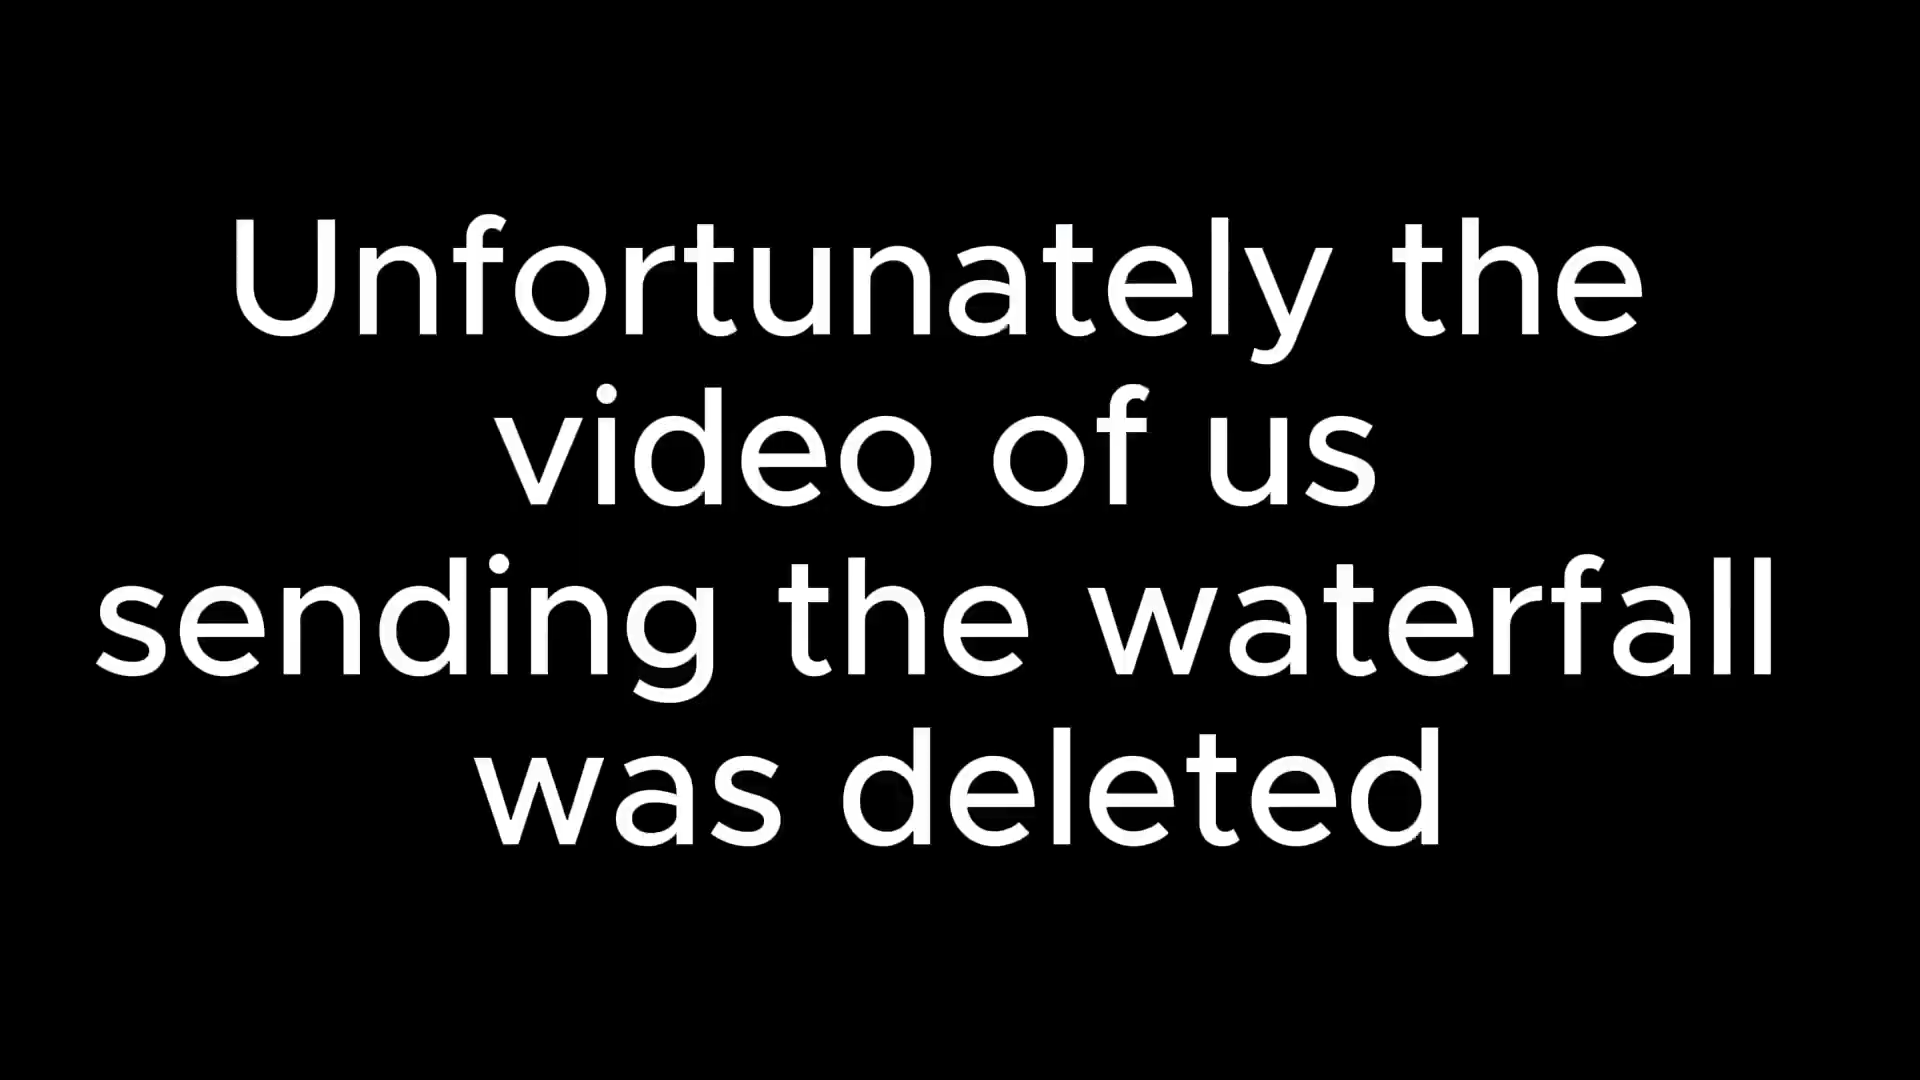 Unfortunately the
video of us
sending the waterfall
was deleted